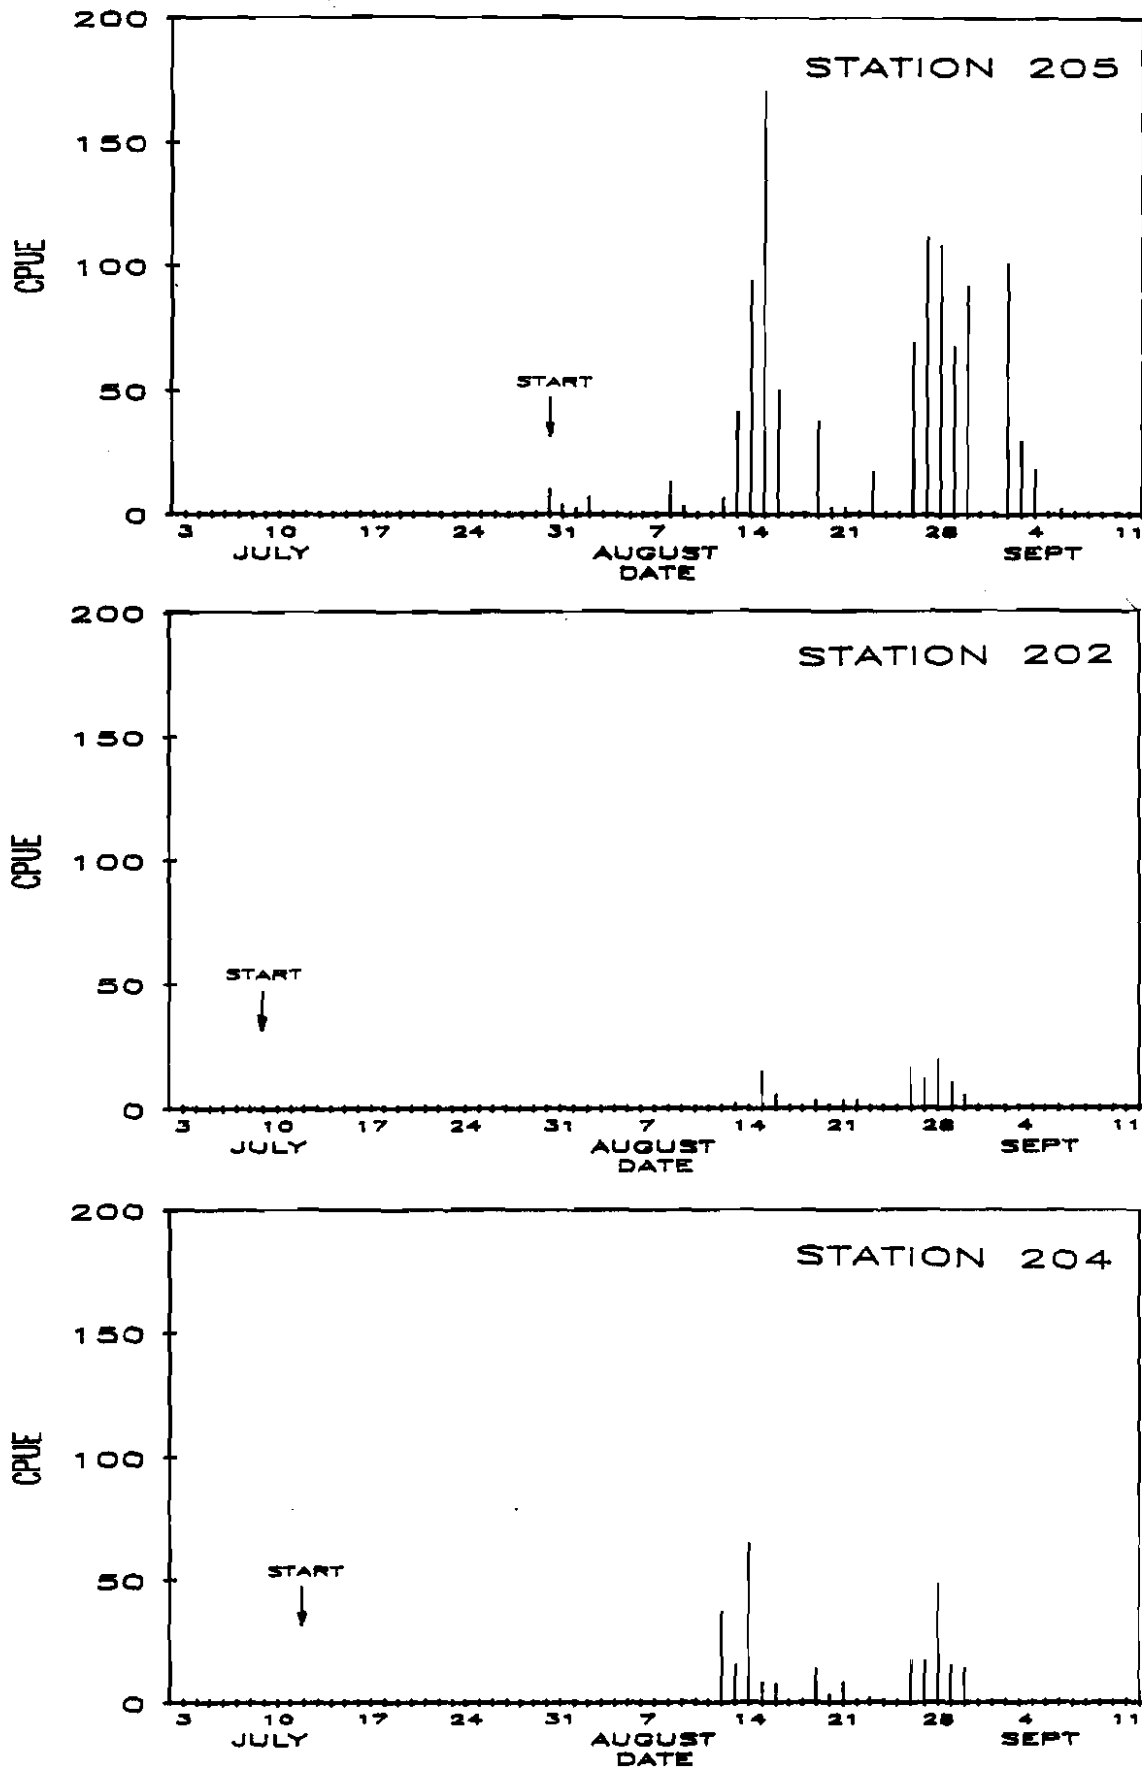 STATION 205
200
150
100
50
0
CPUE
START
3 10 17 24 31 7 14 21 28 4 11
JULY AUGUST SEPT
DATE
STATION 202
200
150
100
50
0
CPUE
START
3 10 17 24 31 7 14 21 28 4 11
JULY AUGUST SEPT
DATE
STATION 204
200
150
100
50
0
CPUE
START
3 10 17 24 31 7 14 21 28 4 11
JULY AUGUST SEPT
DATE